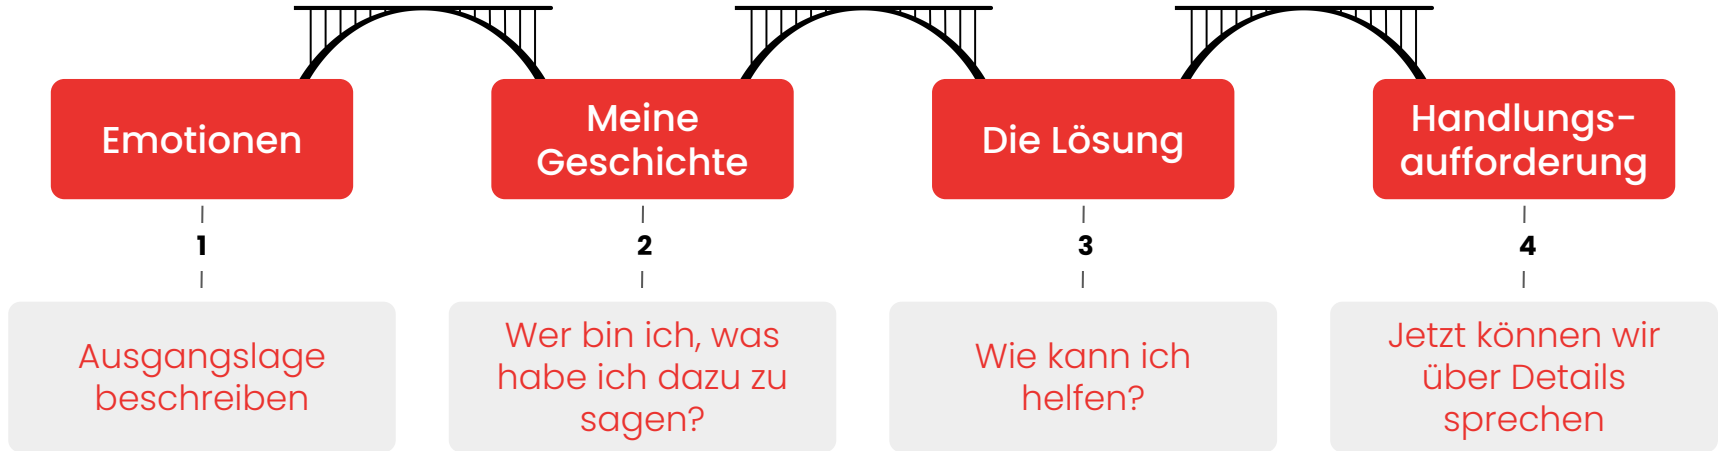 Emotionen
Meine
Geschichte
Die Lösung
Handlungs-
aufforderung
1
2
3
4
Ausgangslage
beschreiben
Wer bin ich, was
habe ich dazu zu
sagen?
Wie kann ich
helfen?
Jetzt können wir
über Details
sprechen